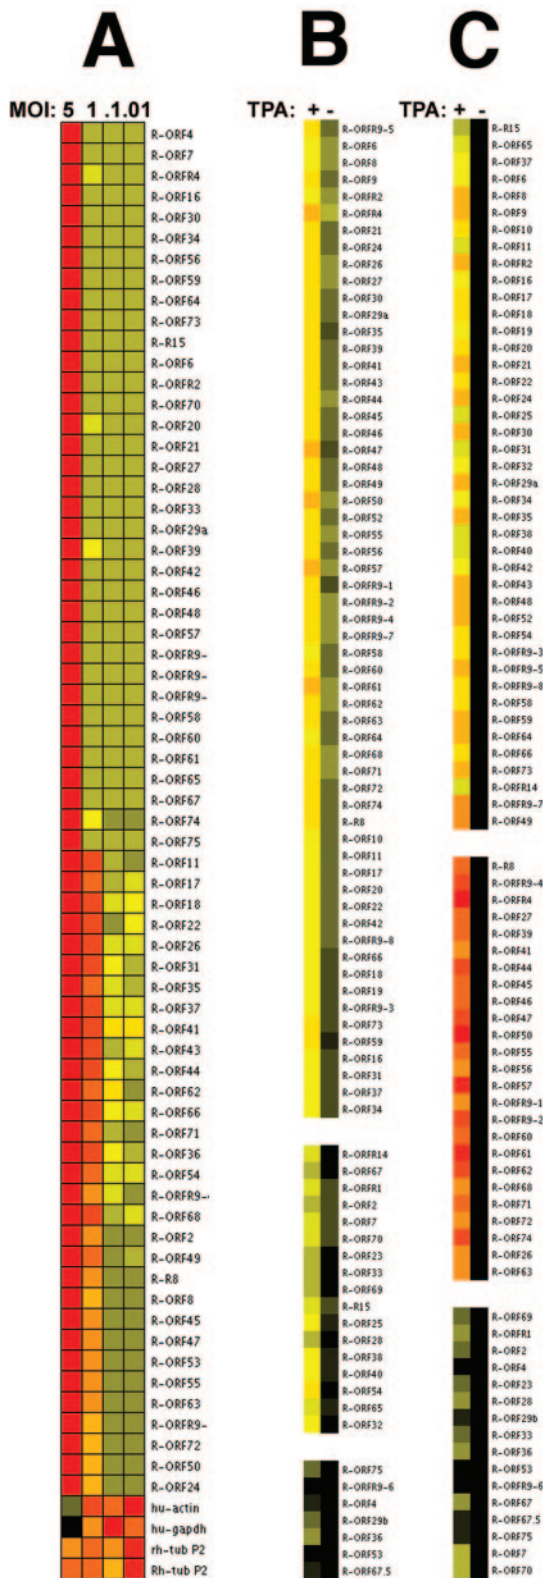 A
B
C
MOI: 5 1 .1 .01
R-ORF4
R-ORF7
R-ORFR4
R-ORF16
R-ORF30
R-ORF34
R-ORF56
R-ORF59
R-ORF64
R-ORF73
R-R15
R-ORF6
R-ORFR2
R-ORF70
R-ORF20
R-ORF21
R-ORF27
R-ORF28
R-ORF33
R-ORF29a
R-ORF39
R-ORF42
R-ORF46
R-ORF48
R-ORF57
R-ORFR9-
R-ORFR9-
R-ORFR9-
R-ORF58
R-ORF60
R-ORF61
R-ORF65
R-ORF67
R-ORF74
R-ORF75
R-ORF11
R-ORF17
R-ORF18
R-ORF22
R-ORF26
R-ORF31
R-ORF35
R-ORF37
R-ORF41
R-ORF43
R-ORF44
R-ORF62
R-ORF66
R-ORF71
R-ORF36
R-ORF54
R-ORFR9-
R-ORF68
R-ORF2
R-ORF49
R-R8
R-ORF8
R-ORF45
R-ORF47
R-ORF53
R-ORF55
R-ORF63
R-ORFR9-
R-ORF72
R-ORF50
R-ORF24
hu-actin
hu-gapdh
rh-tub P2
Rh-tub P2
TPA: + -
R-ORFR9-5
R-ORF6
R-ORF8
R-ORF9
R-ORFR2
R-ORFR4
R-ORF21
R-ORF24
R-ORF26
R-ORF27
R-ORF30
R-ORF29a
R-ORF35
R-ORF39
R-ORF41
R-ORF43
R-ORF44
R-ORF45
R-ORF46
R-ORF47
R-ORF48
R-ORF49
R-ORF50
R-ORF52
R-ORF55
R-ORF56
R-ORF57
R-ORFR9-1
R-ORFR9-2
R-ORFR9-4
R-ORFR9-7
R-ORF58
R-ORF60
R-ORF61
R-ORF62
R-ORF63
R-ORF64
R-ORF68
R-ORF71
R-ORF72
R-ORF74
R-R8
R-ORF10
R-ORF11
R-ORF17
R-ORF20
R-ORF22
R-ORF42
R-ORFR9-8
R-ORF66
R-ORF18
R-ORF19
R-ORFR9-3
R-ORF73
R-ORF59
R-ORF16
R-ORF31
R-ORF37
R-ORF34
R-ORFR14
R-ORF67
R-ORFR1
R-ORF2
R-ORF7
R-ORF70
R-ORF23
R-ORF33
R-ORF69
R-R15
R-ORF25
R-ORF28
R-ORF38
R-ORF40
R-ORF54
R-ORF65
R-ORF32
R-ORF75
R-ORFR9-6
R-ORF4
R-ORF29b
R-ORF36
R-ORF53
R-ORF67.5
TPA: + -
R-R15
R-ORF65
R-ORF37
R-ORF6
R-ORF8
R-ORF9
R-ORF10
R-ORF11
R-ORFR2
R-ORF16
R-ORF17
R-ORF18
R-ORF19
R-ORF20
R-ORF21
R-ORF22
R-ORF24
R-ORF25
R-ORF30
R-ORF31
R-ORF32
R-ORF29a
R-ORF34
R-ORF35
R-ORF38
R-ORF40
R-ORF42
R-ORF43
R-ORF48
R-ORF52
R-ORF54
R-ORFR9-3
R-ORFR9-5
R-ORFR9-8
R-ORF58
R-ORF59
R-ORF64
R-ORF66
R-ORF73
R-ORFR14
R-ORFR9-7
R-ORF49
R-R8
R-ORFR9-4
R-ORFR4
R-ORF27
R-ORF39
R-ORF41
R-ORF44
R-ORF45
R-ORF46
R-ORF47
R-ORF50
R-ORF55
R-ORF56
R-ORF57
R-ORFR9-1
R-ORFR9-2
R-ORF60
R-ORF61
R-ORF62
R-ORF68
R-ORF71
R-ORF72
R-ORF74
R-ORF26
R-ORF63
R-ORF69
R-ORFR1
R-ORF2
R-ORF4
R-ORF23
R-ORF28
R-ORF29b
R-ORF33
R-ORF36
R-ORF53
R-ORFR9-6
R-ORF67
R-ORF67.5
R-ORF75
R-ORF7
R-ORF70